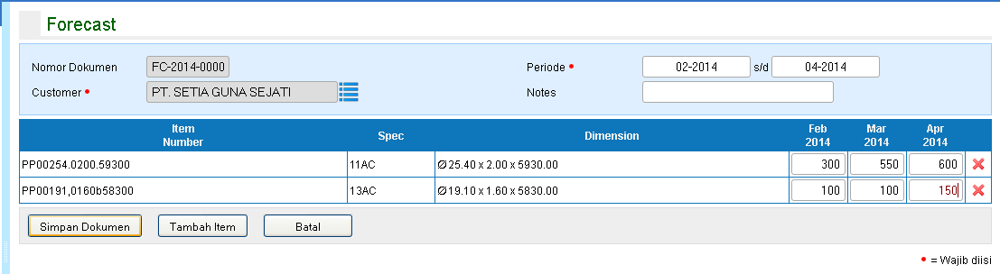 Forecast
Nomor Dokumen FC-2014-0000 Periode • 02-2014 s/d 04-2014
Customer • PT. SETIA GUNA SEJATI Notes
Item Number Spec Dimension Feb 2014 Mar 2014 Apr 2014
PP00254.0200.59300 11AC Ø 25.40 x 2.00 x 5930.00 300 550 600
PP00191,0160b58300 13AC Ø 19.10 x 1.60 x 5830.00 100 100 150
Simpan Dokumen Tambah Item Batal
• = Wajib diisi